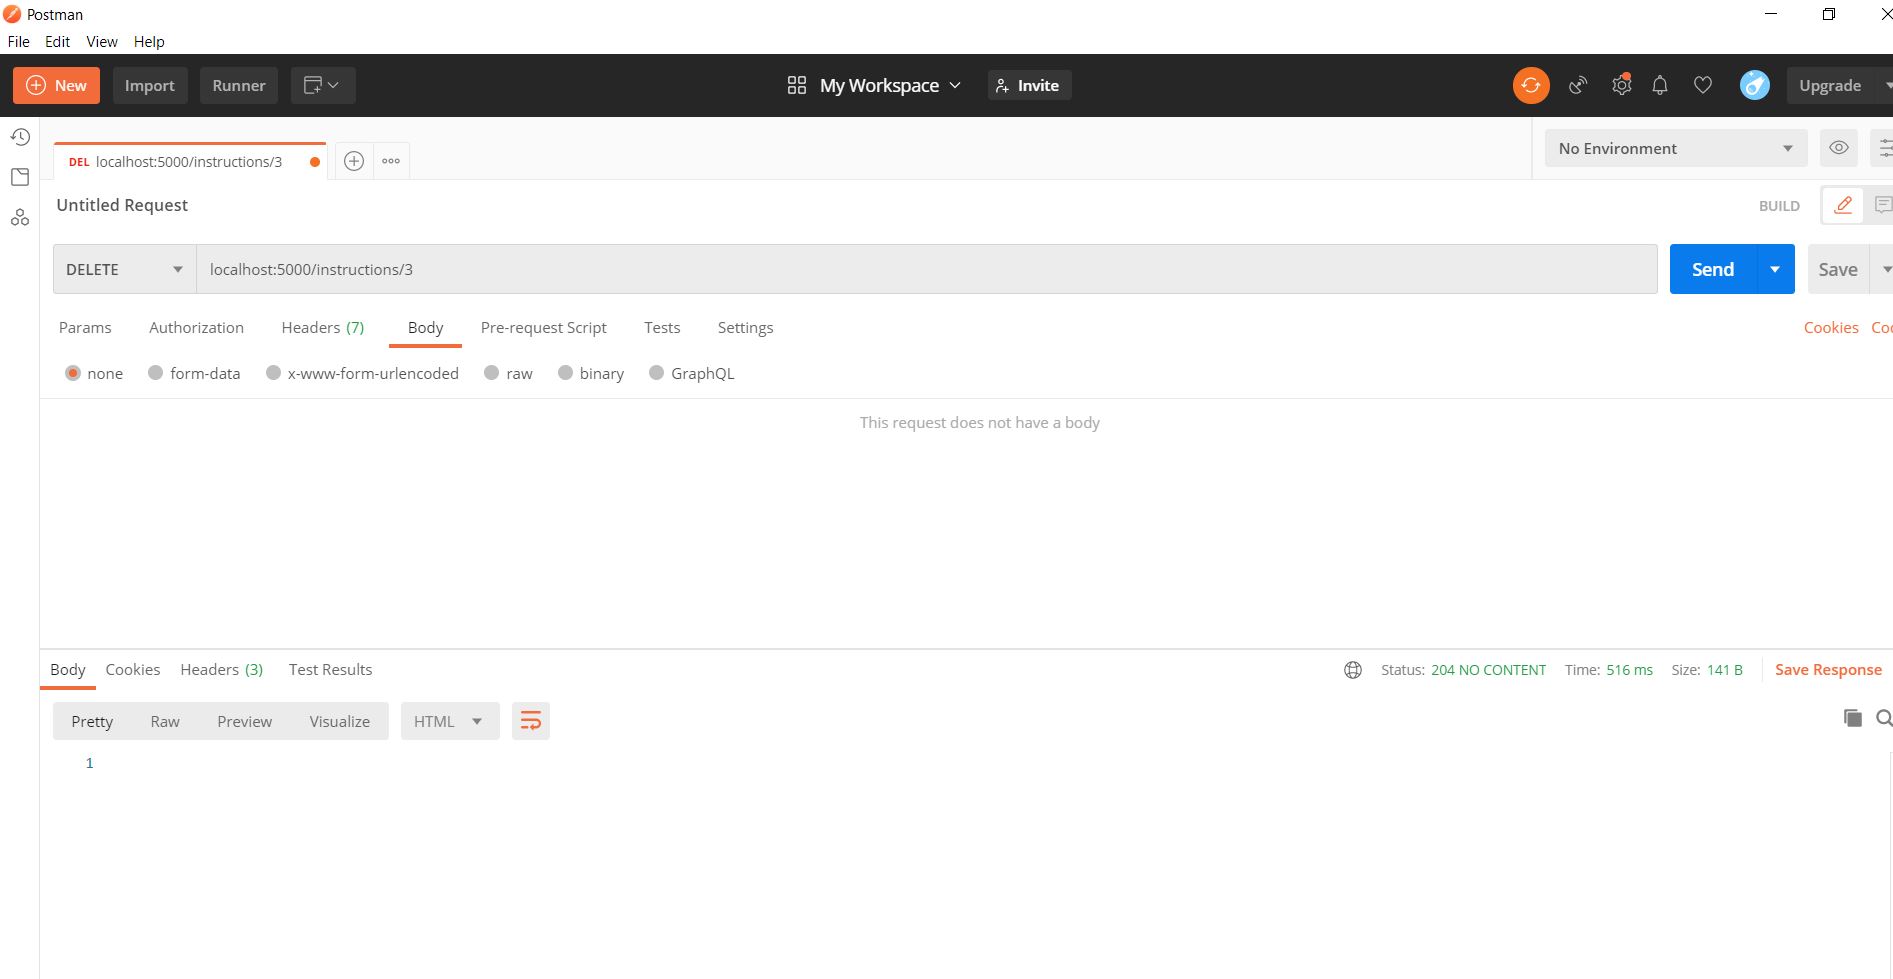 Postman
File Edit View Help
New Import Runner My Workspace Invite Upgrade
DEL localhost:5000/instructions/3 No Environment
Untitled Request BUILD
DELETE localhost:5000/instructions/3 Send Save
Params Authorization Headers (7) Body Pre-request Script Tests Settings Cookies
none form-data x-www-form-urlencoded raw binary GraphQL
This request does not have a body
Body Cookies Headers (3) Test Results Status: 204 NO CONTENT Time: 516 ms Size: 141 B Save Response
Pretty Raw Preview Visualize HTML
1